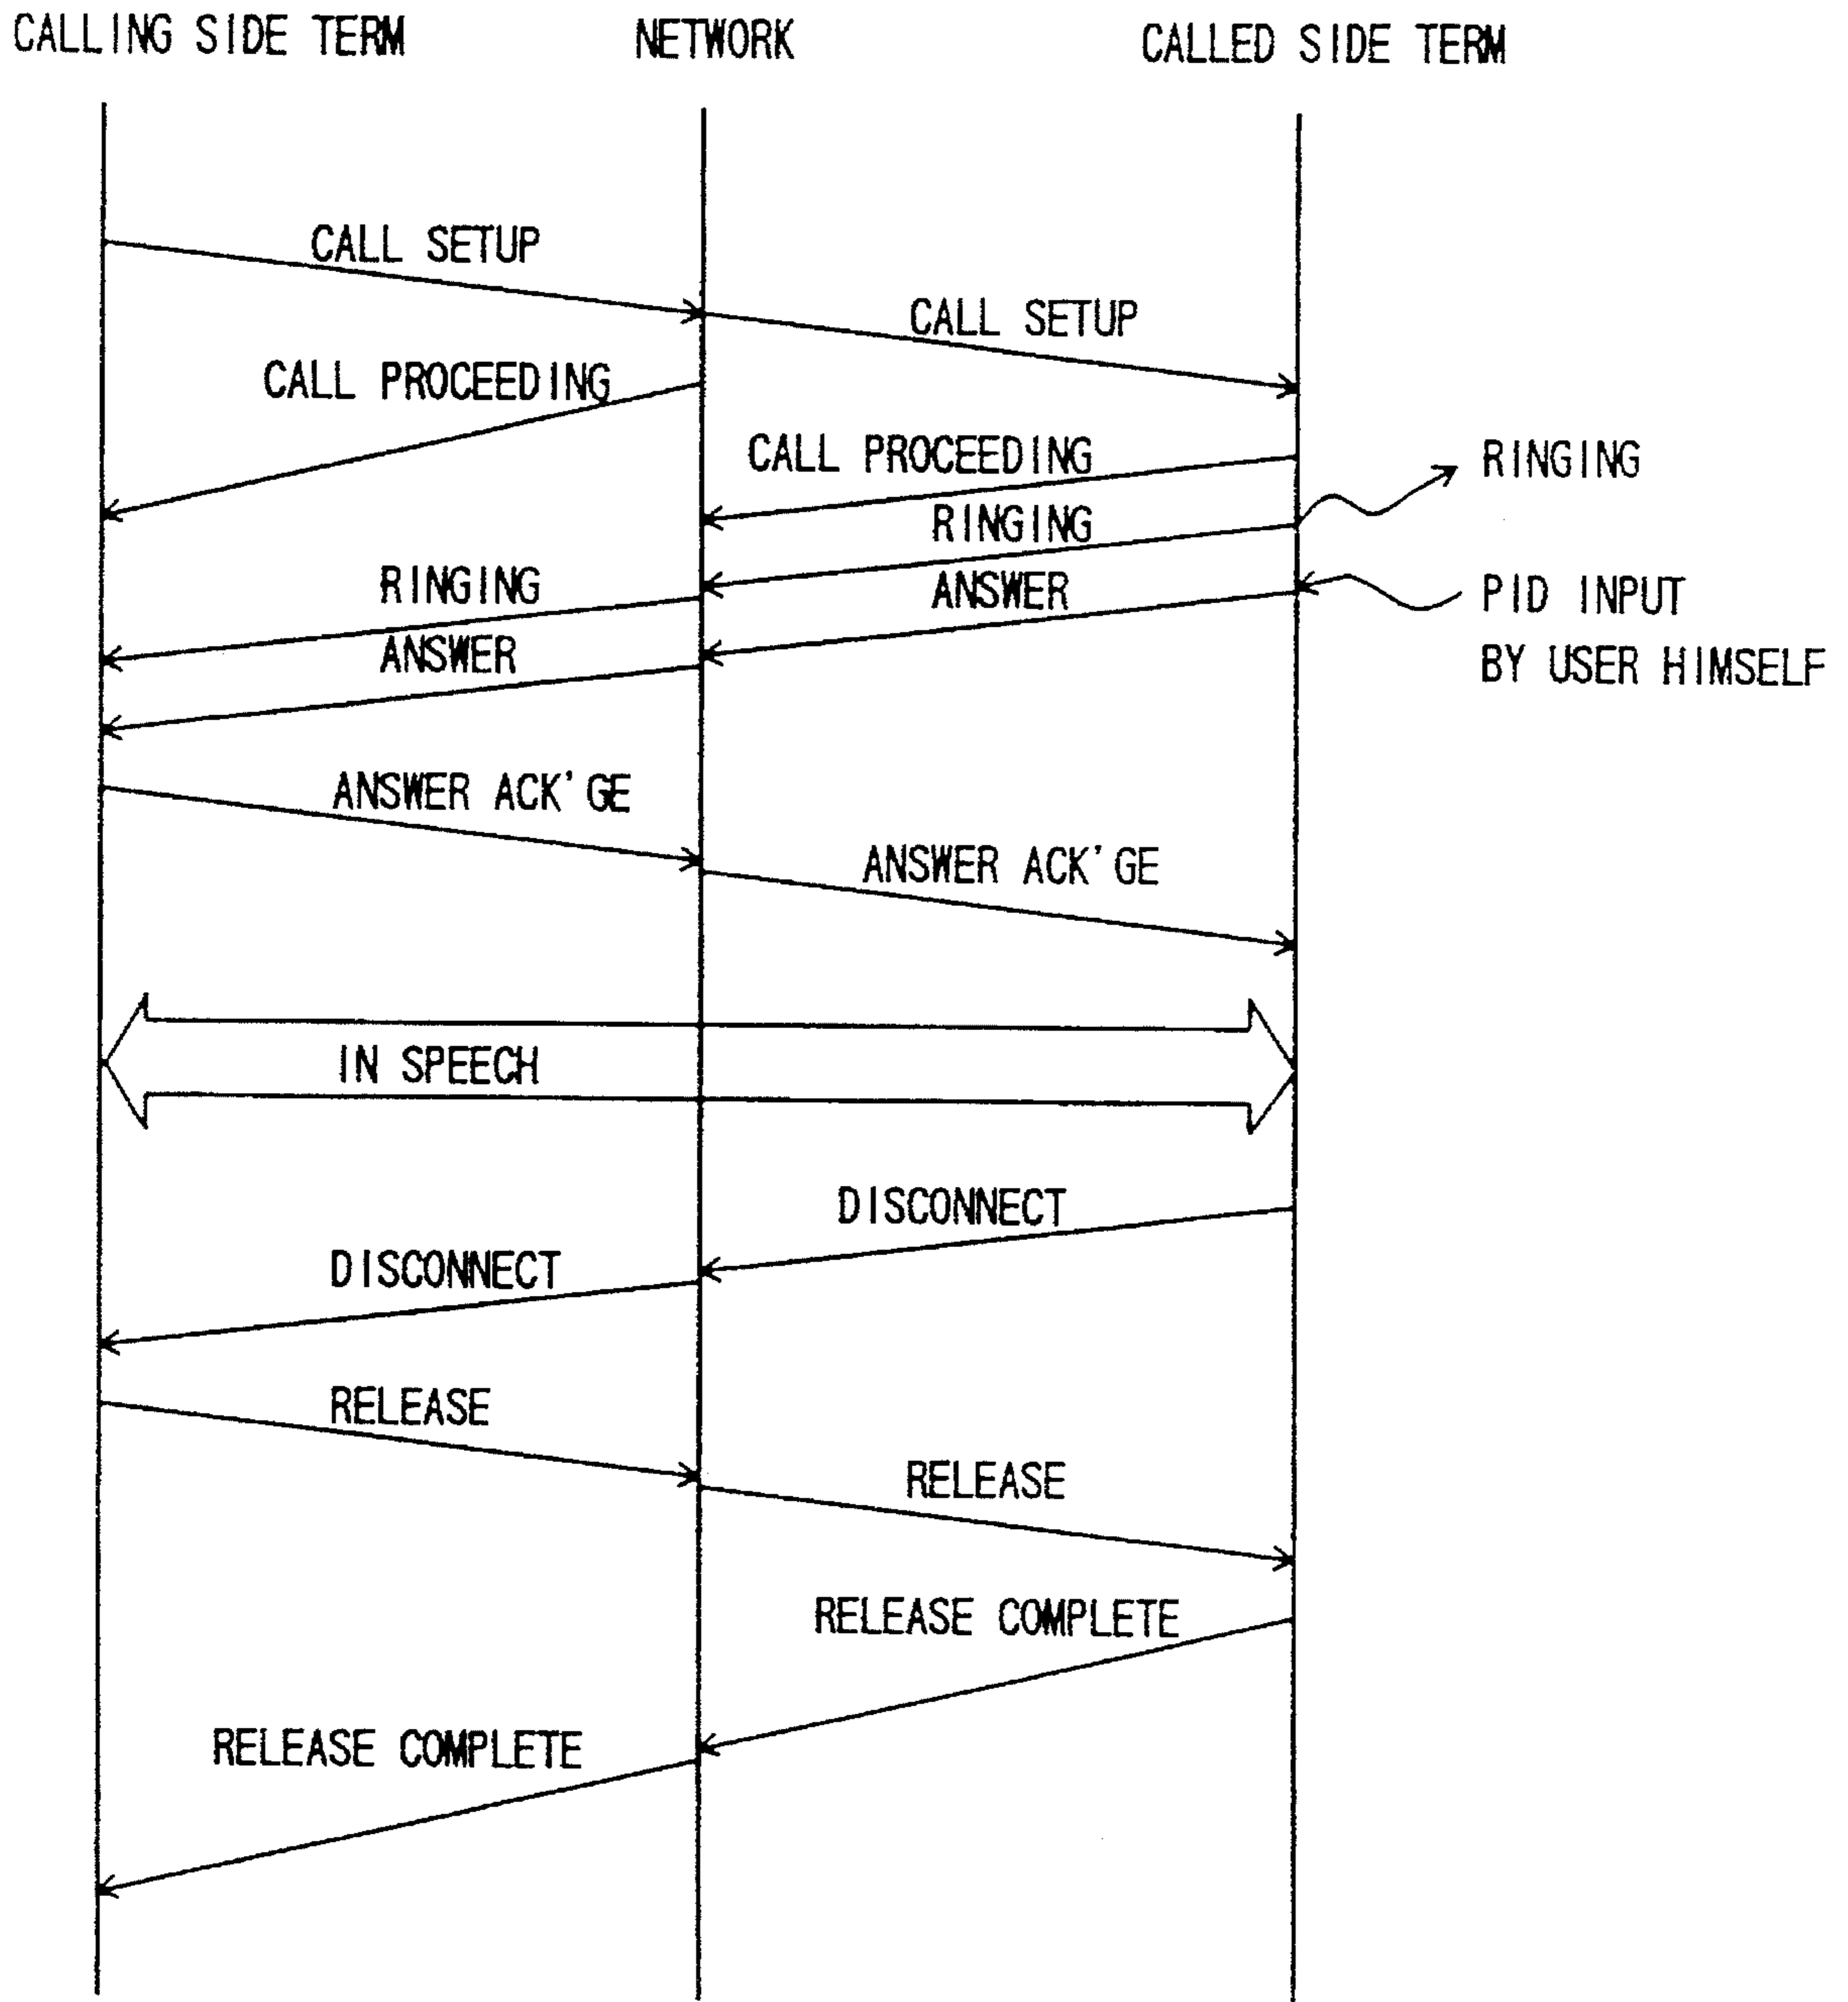 CALLING SIDE TERM
NETWORK
CALLED SIDE TERM
CALL SETUP
CALL SETUP
CALL PROCEEDING
CALL PROCEEDING
RINGING
RINGING
RINGING
ANSWER
PID INPUT
BY USER HIMSELF
ANSWER
ANSWER ACK'GE
ANSWER ACK'GE
IN SPEECH
DISCONNECT
DISCONNECT
RELEASE
RELEASE
RELEASE COMPLETE
RELEASE COMPLETE